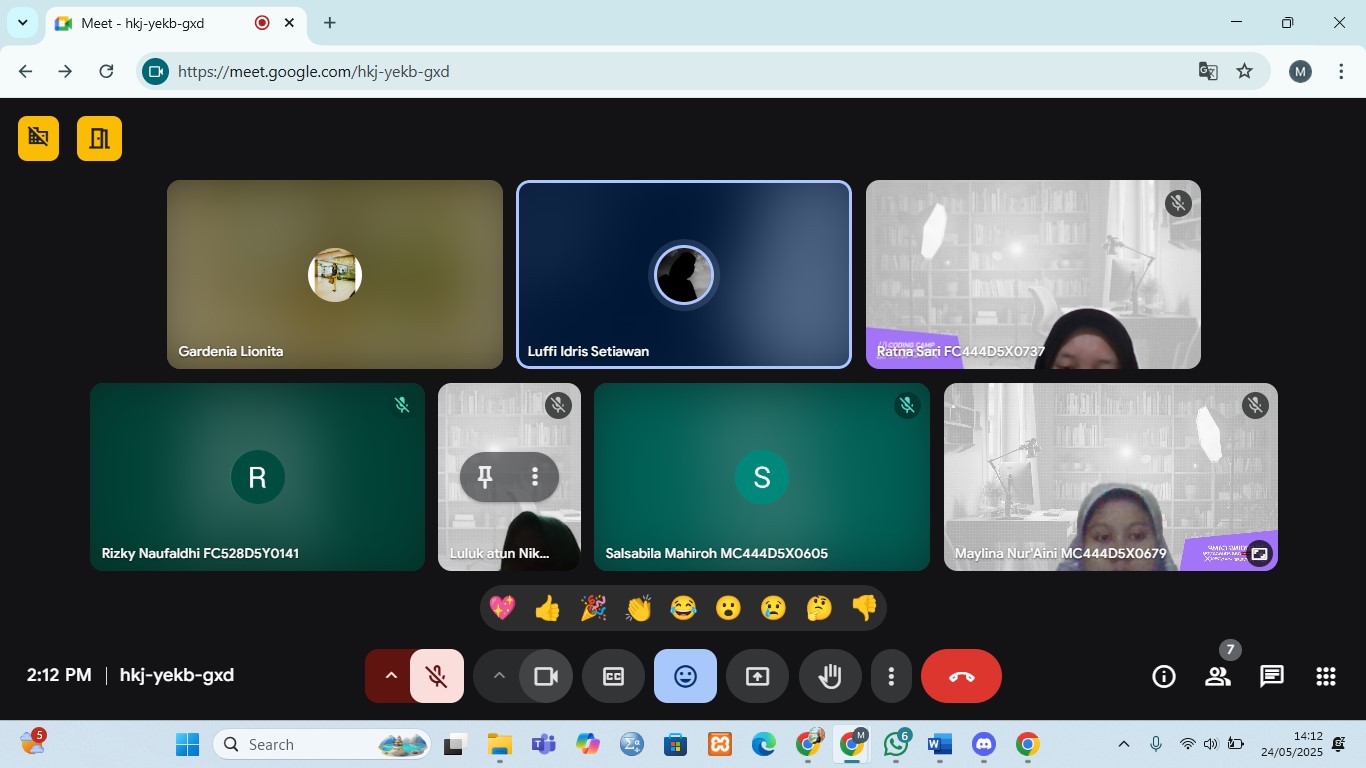 Meet - hkj-yekb-gxd
https://meet.google.com/hkj-yekb-gxd
M
Gardenia Lionita
Luffi Idris Setiawan
CODING CAMP
Ratna Sari FC444D5X0737
R
Rizky Naufaldhi FC528D5Y0141
Luluk atun Nik...
S
Salsabila Mahiroh MC444D5X0605
Maylina Nur'Aini MC444D5X0679
2:12 PM
hkj-yekb-gxd
CC
7
5
Search
M
6
14:12
24/05/2025